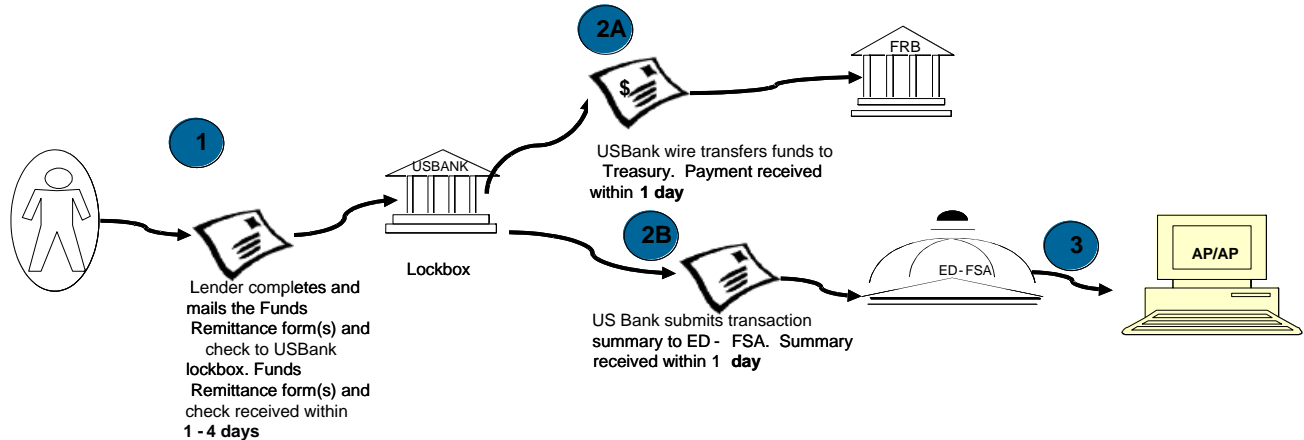 1
Lender completes and
mails the Funds
Remittance form(s) and
check to USBank
lockbox. Funds
Remittance form(s) and
check received within
1 - 4 days
USBANK
Lockbox
2A
$
FRB
USBank wire transfers funds to
Treasury. Payment received
within 1 day
2B
US Bank submits transaction
summary to ED - FSA. Summary
received within 1 day
ED-FSA
3
AP/AP